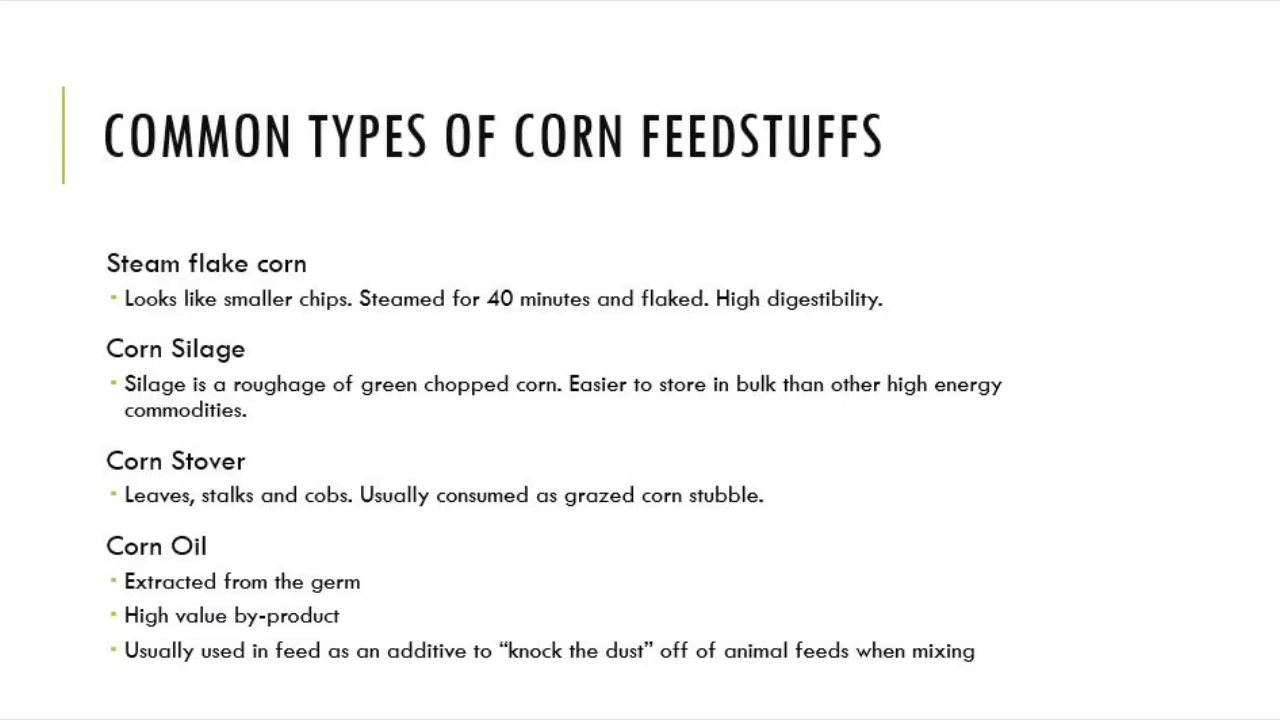 COMMON TYPES OF CORN FEEDSTUFFS
Steam flake corn
▪ Looks like smaller chips. Steamed for 40 minutes and flaked. High digestibility.
Corn Silage
▪ Silage is a roughage of green chopped corn. Easier to store in bulk than other high energy
commodities.
Corn Stover
▪ Leaves, stalks and cobs. Usually consumed as grazed corn stubble.
Corn Oil
▪ Extracted from the germ
▪ High value by-product
▪ Usually used in feed as an additive to “knock the dust” off of animal feeds when mixing